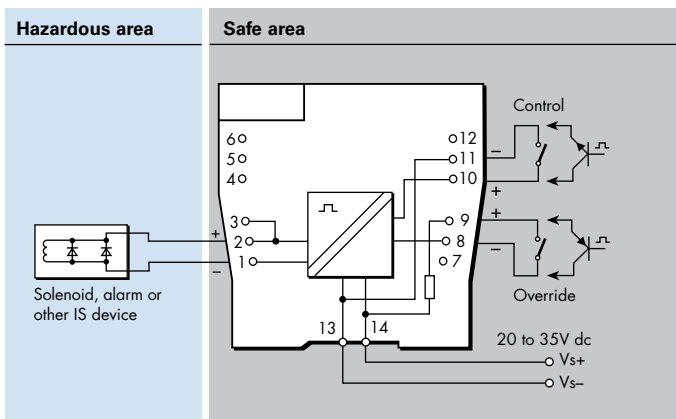 Hazardous area
Safe area
Control
6
5
4
12
11
10
–
+
3
2
1
+
–
9
8
7
+
–
Solenoid, alarm or
other IS device
Override
13
14
20 to 35V dc
Vs+
Vs–